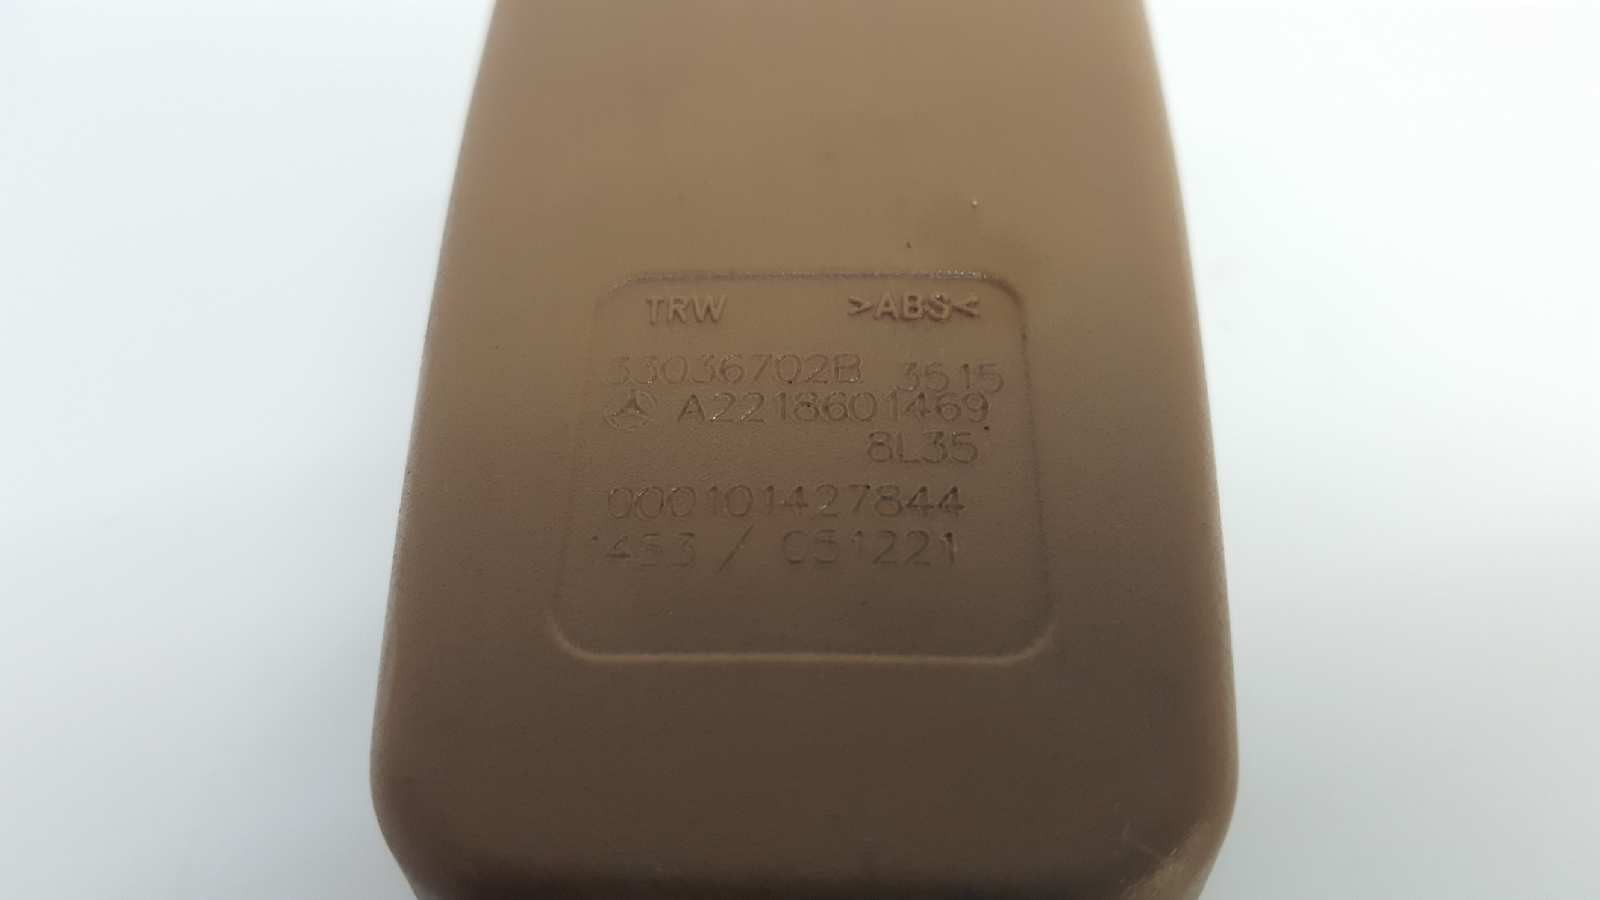 TRW >ABS<
33036702B 3515
A2218601469
8L35
000101427844
1453 / 051221